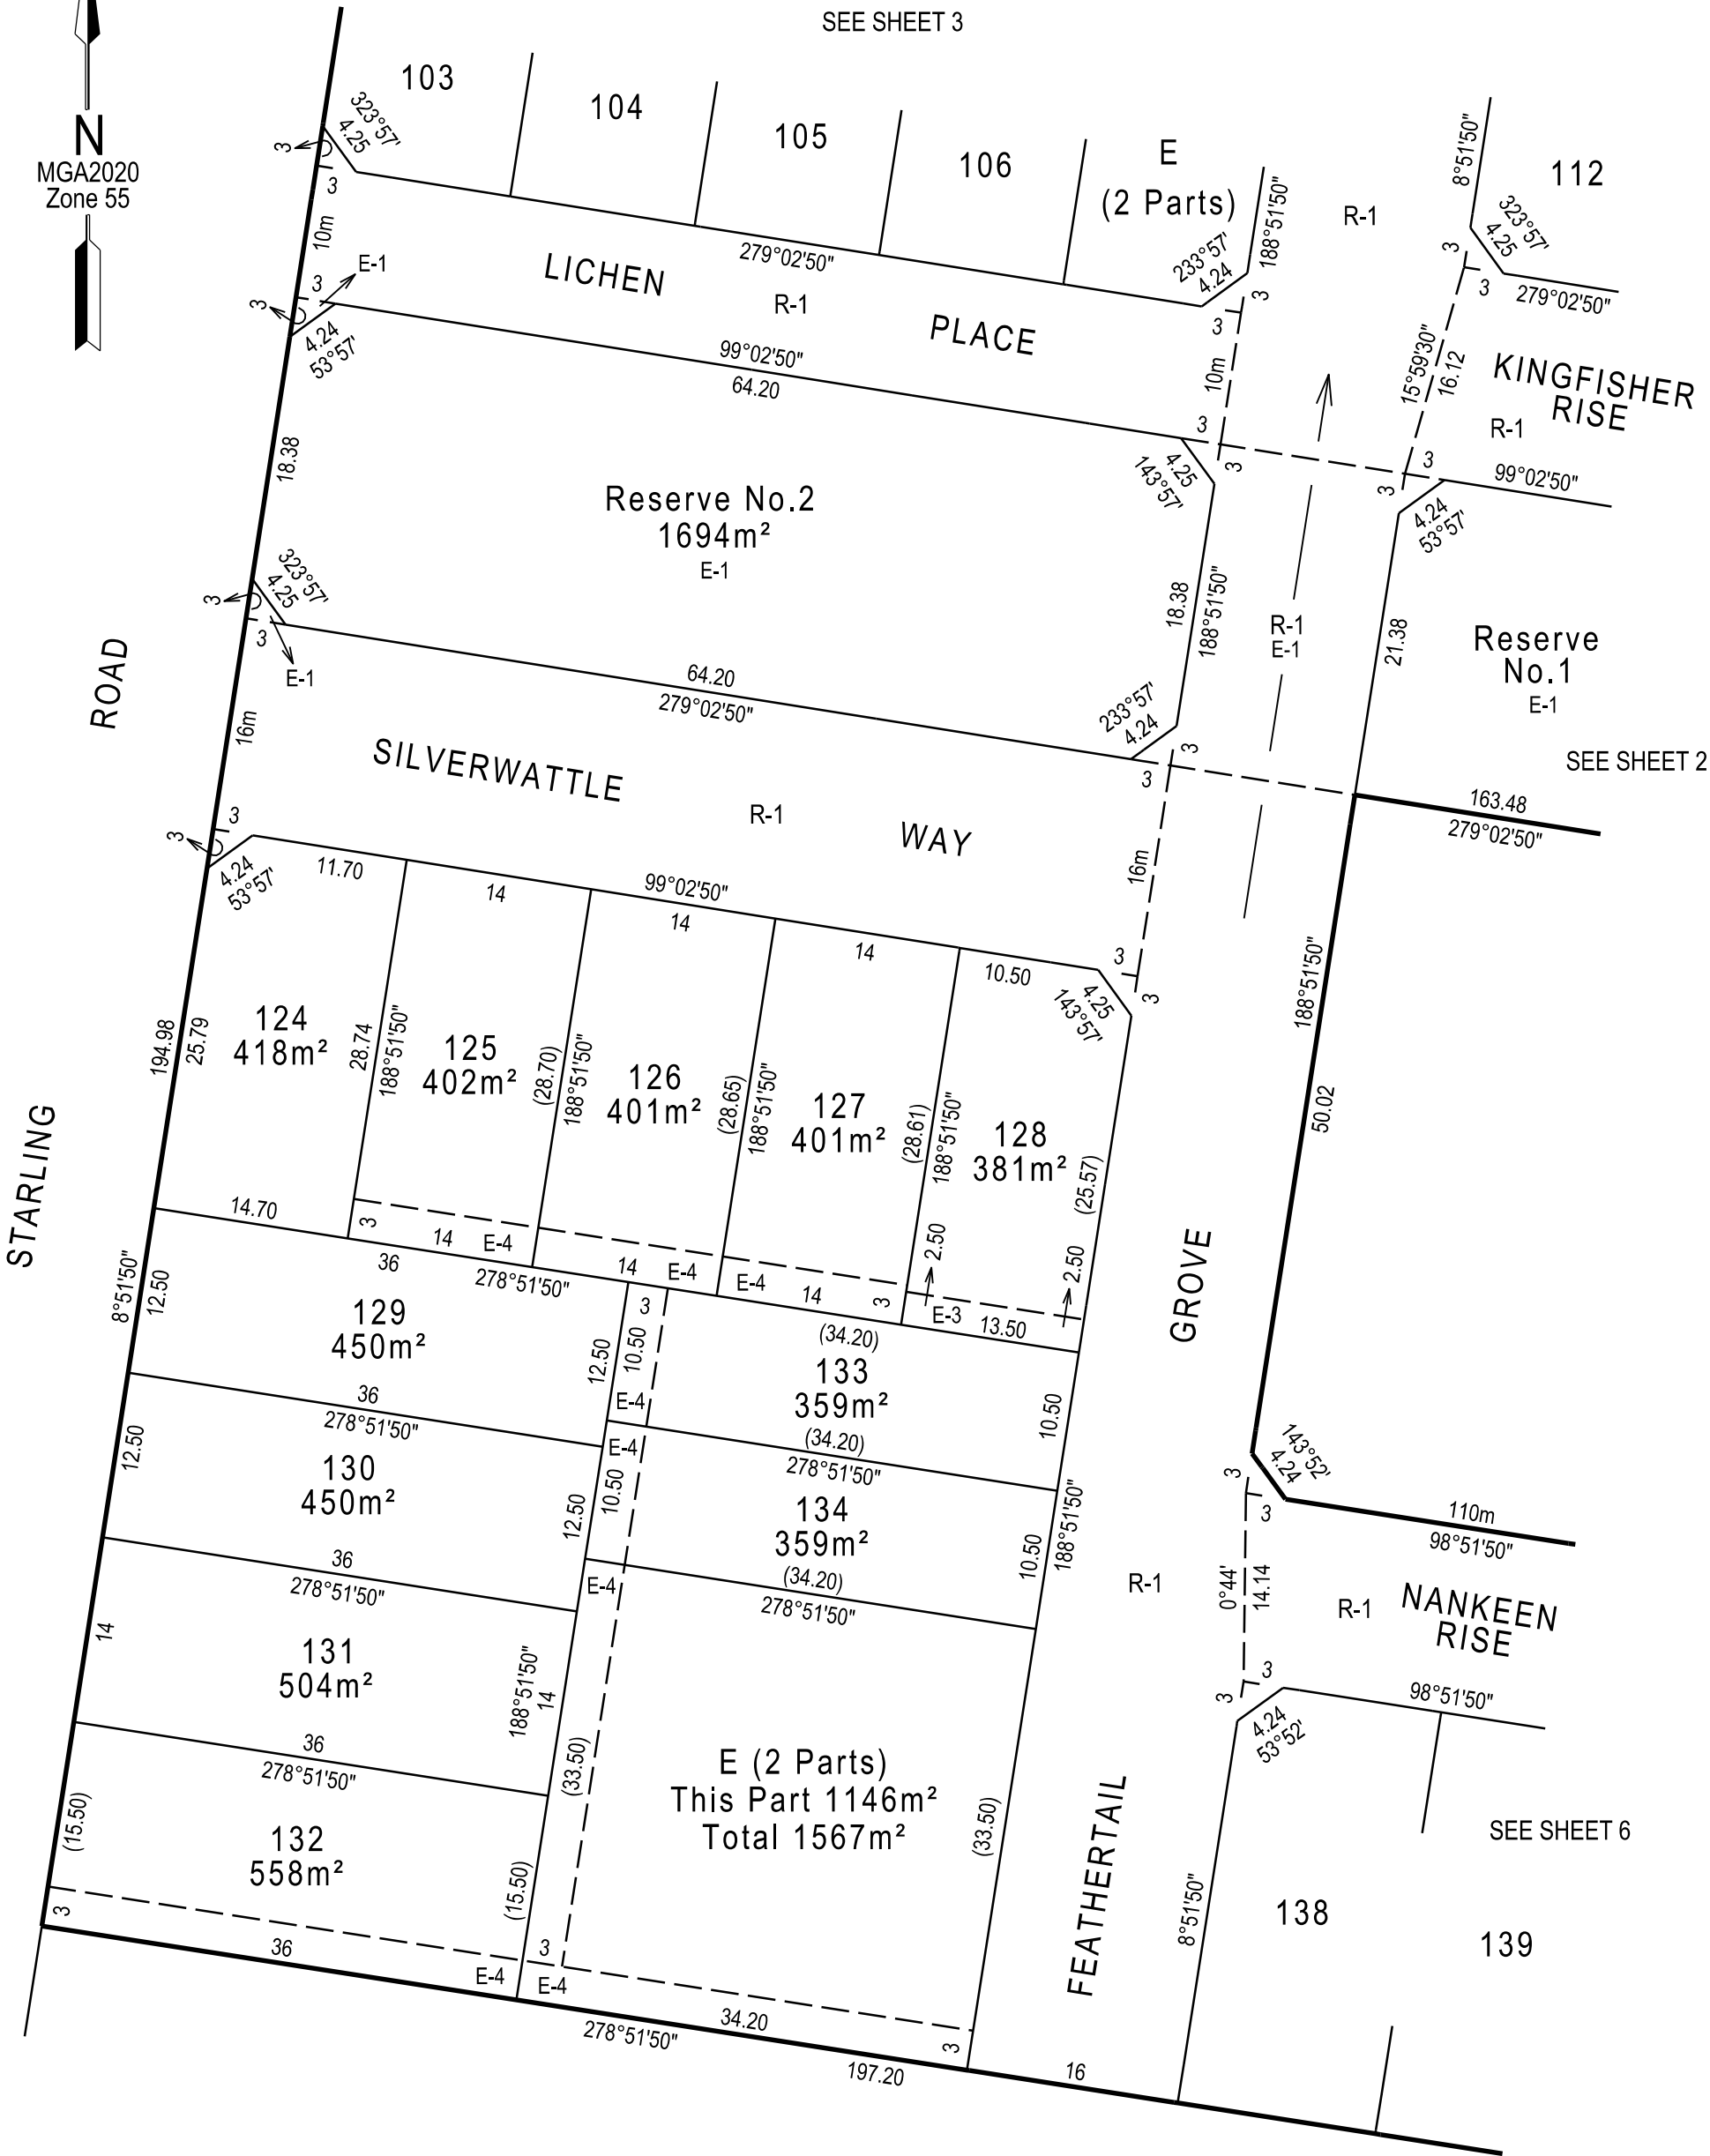 SEE SHEET 3
N
MGA2020
Zone 55
103
104
105
106
E
(2 Parts)
112
R-1
8°51'50"
188°51'50"
323°57'
4.25
3
3
10m
3
3
E-1
4.24
53°57'
279°02'50"
LICHEN
R-1
PLACE
233°57'
4.24
3
3
10m
323°57'
4.25
3
3
279°02'50"
15°59'30"
16.12
KINGFISHER
RISE
R-1
99°02'50"
64.20
3
3
4.25
143°57'
3
3
99°02'50"
4.24
53°57'
18.38
Reserve No.2
1694m²
E-1
18.38
188°51'50"
R-1
E-1
21.38
Reserve
No.1
E-1
323°57'
4.25
3
3
E-1
64.20
279°02'50"
233°57'
4.24
3
3
SEE SHEET 2
163.48
279°02'50"
ROAD
16m
SILVERWATTLE
R-1
WAY
16m
3
3
4.24
53°57'
11.70
14
99°02'50"
14
14
10.50
3
3
4.25
143°57'
194.98
25.79
124
418m²
28.74
188°51'50"
125
402m²
(28.70)
188°51'50"
126
401m²
(28.65)
188°51'50"
127
401m²
(28.61)
188°51'50"
128
381m²
(25.57)
188°51'50"
50.02
STARLING
14.70
3
14
E-4
14
E-4
E-4
14
3
2.50
E-3
13.50
2.50
GROVE
8°51'50"
12.50
36
278°51'50"
129
450m²
12.50
3
10.50
E-4
(34.20)
133
359m²
10.50
36
278°51'50"
12.50
130
450m²
12.50
E-4
10.50
(34.20)
278°51'50"
134
359m²
10.50
188°51'50"
143°52'
4.24
3
3
110m
98°51'50"
36
278°51'50"
E-4
(34.20)
278°51'50"
R-1
0°44'
14.14
R-1
NANKEEN
RISE
14
131
504m²
188°51'50"
14
3
3
4.24
53°52'
98°51'50"
36
278°51'50"
(33.50)
E (2 Parts)
This Part 1146m²
Total 1567m²
(33.50)
(15.50)
132
558m²
(15.50)
FEATHERTAIL
SEE SHEET 6
8°51'50"
138
139
3
36
E-4
3
E-4
34.20
278°51'50"
3
197.20
16